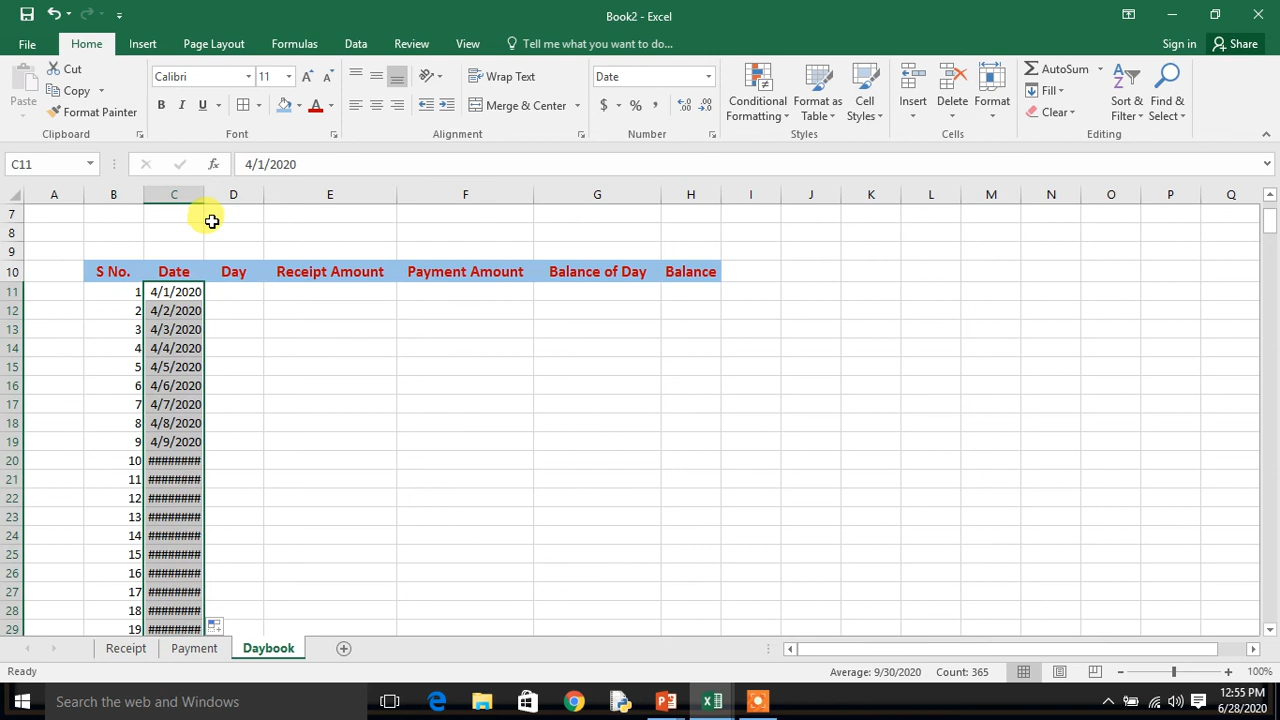 Book2 - Excel
File Home Insert Page Layout Formulas Data Review View Tell me what you want to do... Sign in Share
Paste Cut Copy Format Painter Clipboard
Calibri 11 B I U A Font
Wrap Text Merge & Center Alignment
Date $ % , Number
Conditional Formatting Format as Table Cell Styles Styles
Insert Delete Format Cells
AutoSum Fill Clear Sort & Filter Find & Select Editing
C11 fx 4/1/2020
A B C D E F G H I J K L M N O P Q
7
8
9
10 S No. Date Day Receipt Amount Payment Amount Balance of Day Balance
11 1 4/1/2020
12 2 4/2/2020
13 3 4/3/2020
14 4 4/4/2020
15 5 4/5/2020
16 6 4/6/2020
17 7 4/7/2020
18 8 4/8/2020
19 9 4/9/2020
20 10 ########
21 11 ########
22 12 ########
23 13 ########
24 14 ########
25 15 ########
26 16 ########
27 17 ########
28 18 ########
29 19 ########
Receipt Payment Daybook
Ready Average: 9/30/2020 Count: 365 100%
Search the web and Windows 12:55 PM
6/28/2020